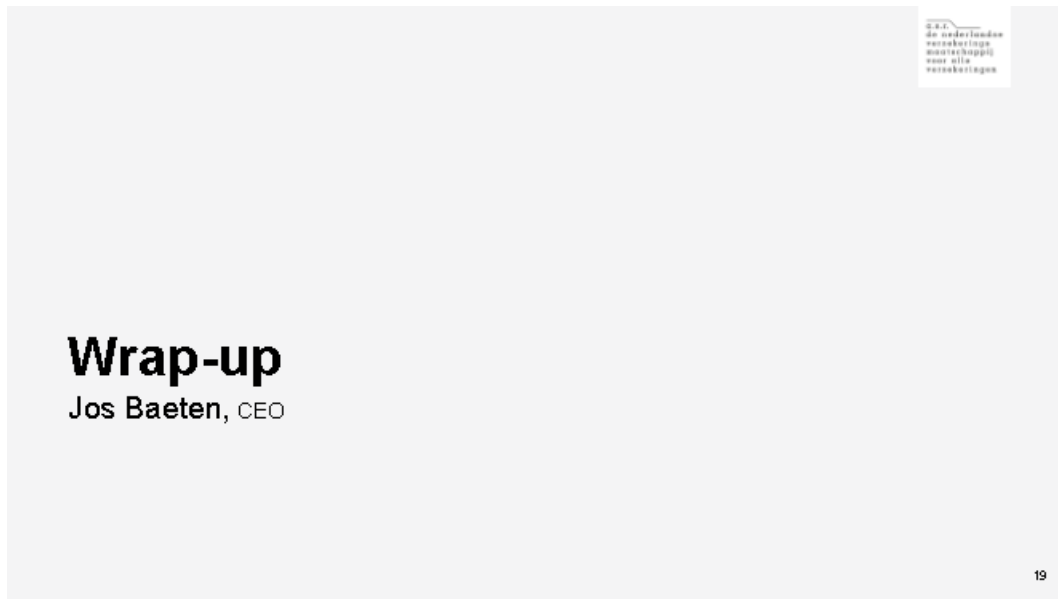 a.s.r.
de nederlandse
verzekerings
maatschappij
voor alle
verzekeringen
Wrap-up
Jos Baeten, CEO
19